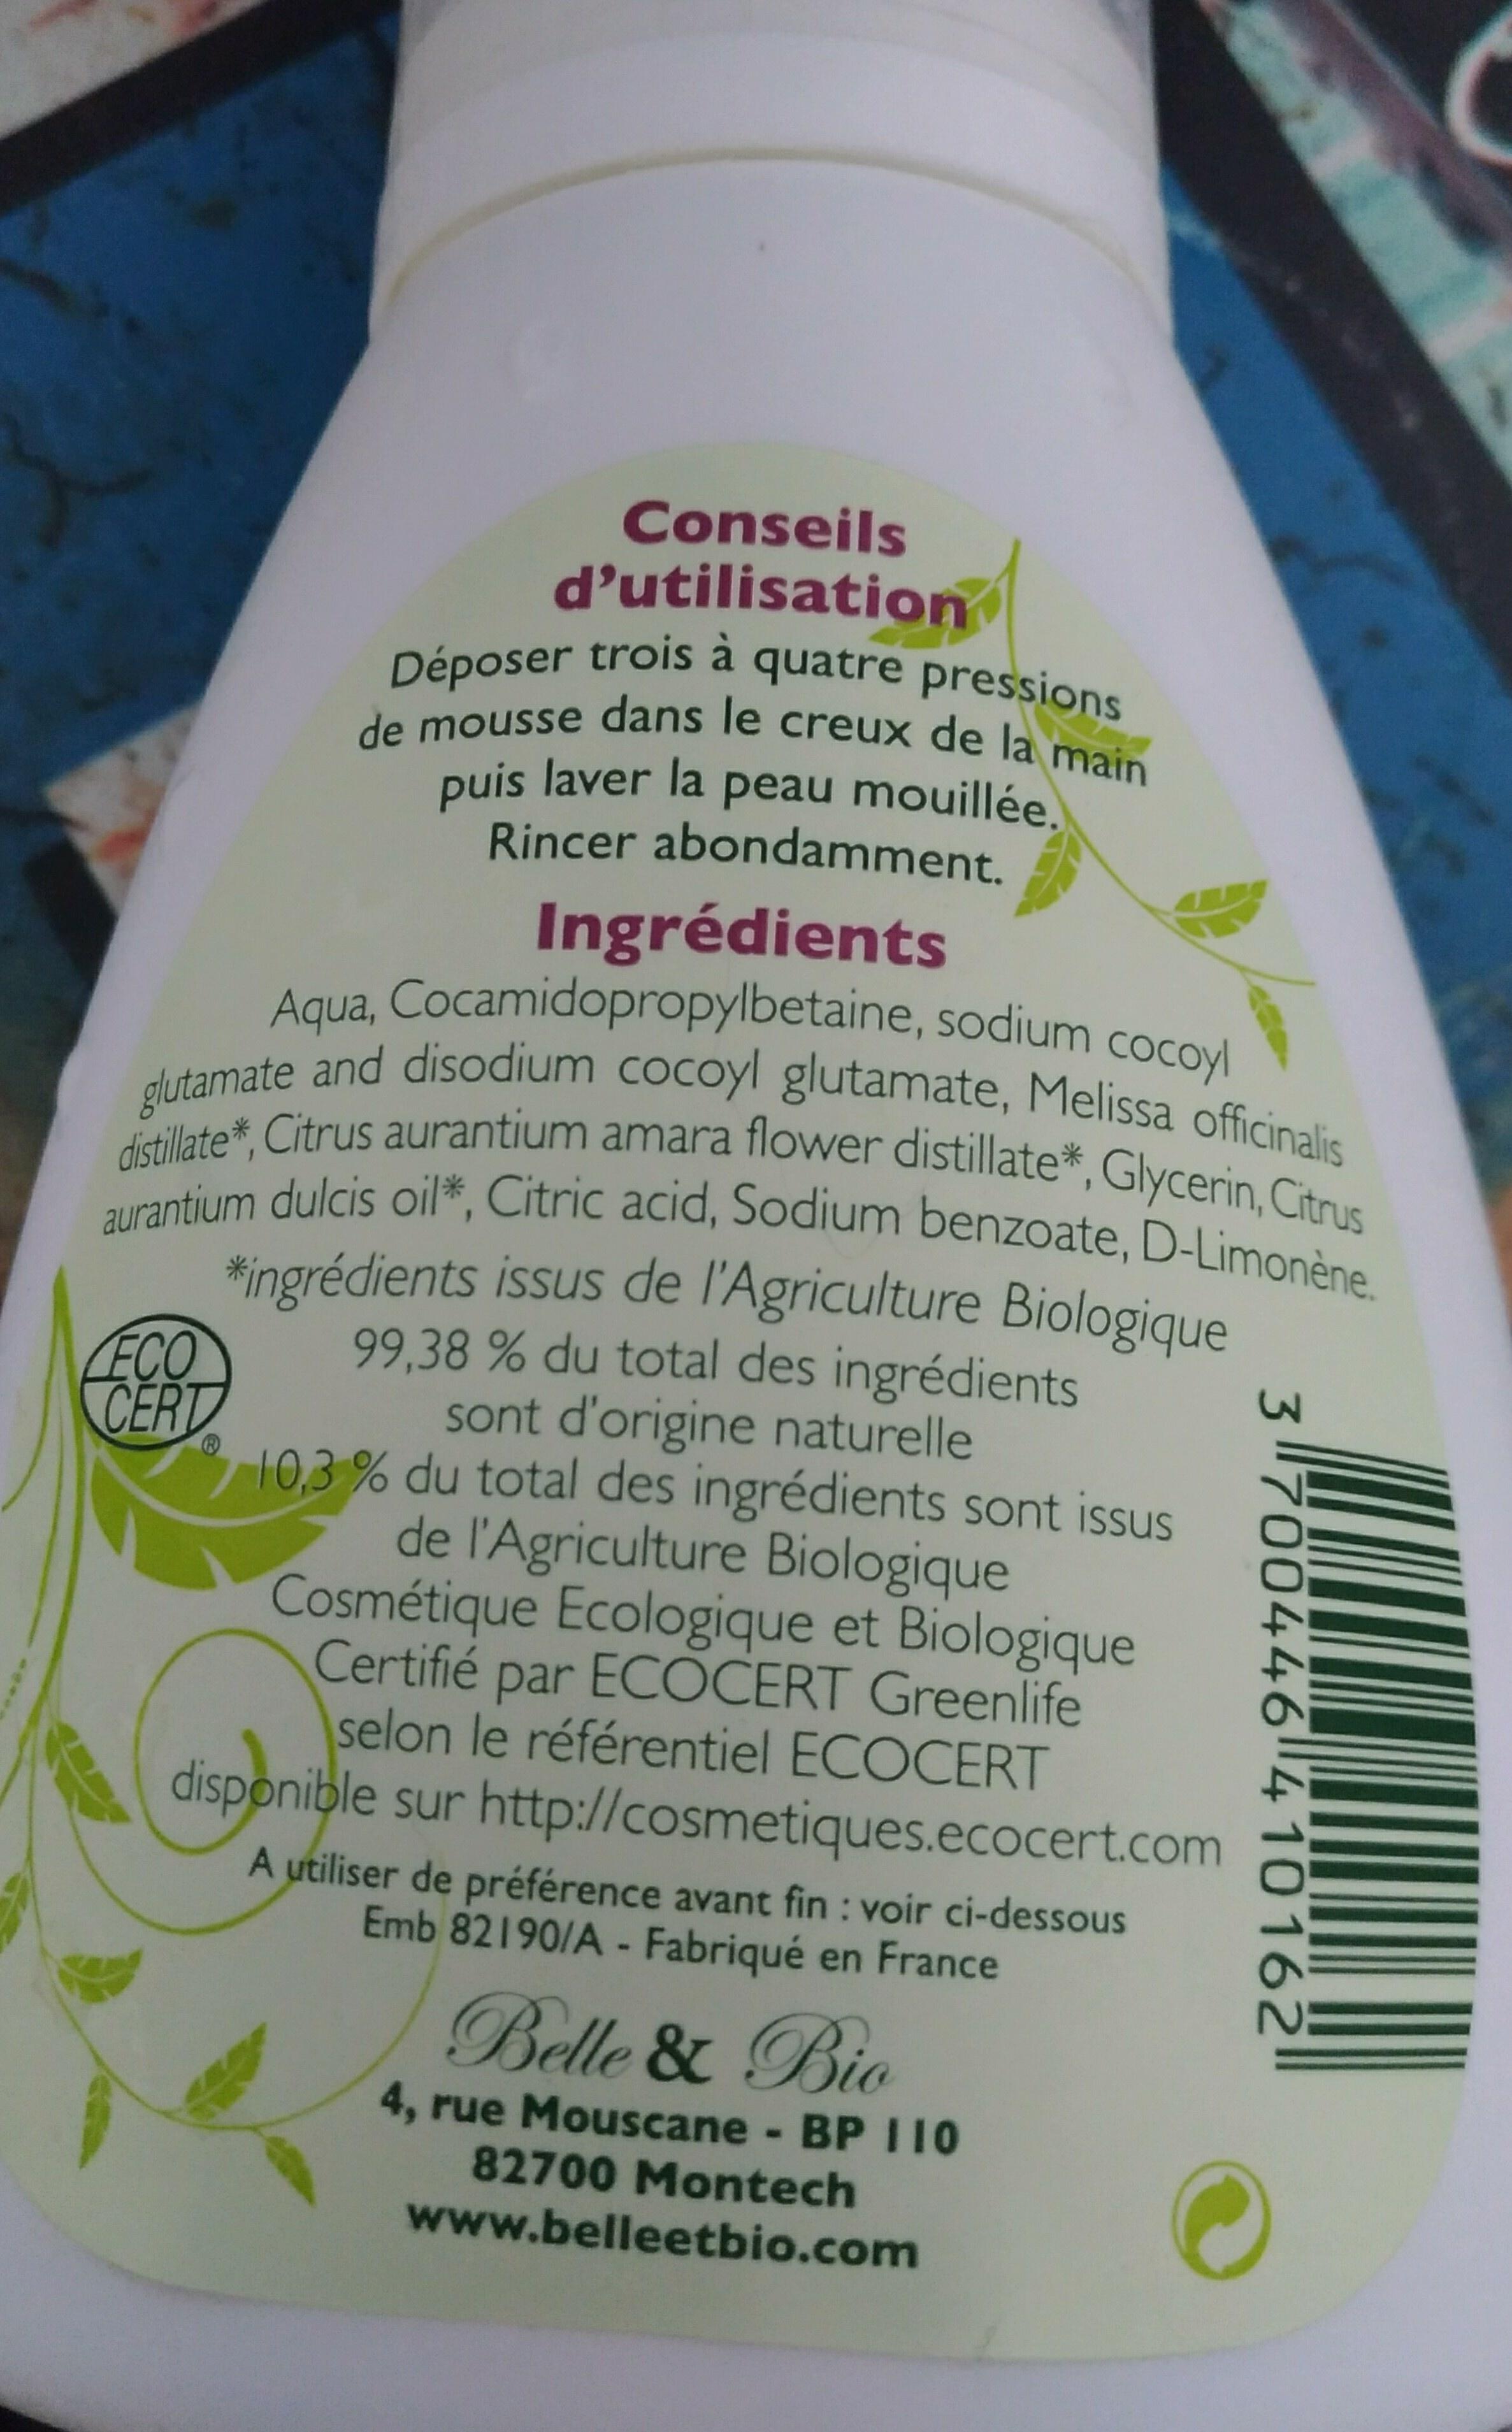 Conseils
d'utilisation
Déposer trois à quatre pressions
de mousse dans le creux de la main
puis laver la peau mouillée.
Rincer abondamment.
Ingrédients
Aqua, Cocamidopropylbetaine, sodium cocoyl
glutamate and disodium cocoyl glutamate, Melissa officinalis
distillate*, Citrus aurantium amara flower distillate*, Glycerin, Citrus
aurantium dulcis oil*, Citric acid, Sodium benzoate, D-Limonène.
*ingrédients issus de l'Agriculture Biologique
99,38 % du total des ingrédients
sont d'origine naturelle
10,3 % du total des ingrédients sont issus
de l'Agriculture Biologique
Cosmétique Ecologique et Biologique
Certifié par ECOCERT Greenlife
selon le référentiel ECOCERT
disponible sur http://cosmetiques.ecocert.com
A utiliser de préférence avant fin : voir ci-dessous
Emb 82190/A - Fabriqué en France
Belle & Bio
4, rue Mouscane - BP 110
82700 Montech
www.belleetbio.com
ECO
CERT
®
3 700446 410162